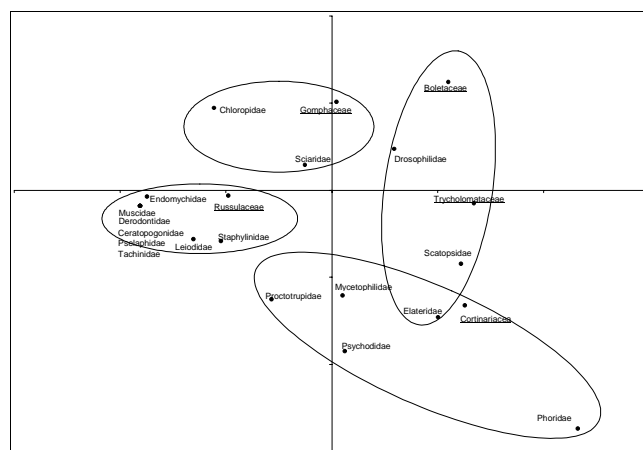 Boletaceae
Chloropidae
Gomphaceae
Drosophilidae
Sciaridae
Endomychidae
Russulaceae
Trycholomataceae
Muscidae
Derodontidae
Ceratopogonidae
Staphylinidae
Pselaphidae
Leiodidae
Tachinidae
Scatopsidae
Proctotrupidae
Mycetophilidae
Elateridae
Cortinariacea
Psychodidae
Phoridae